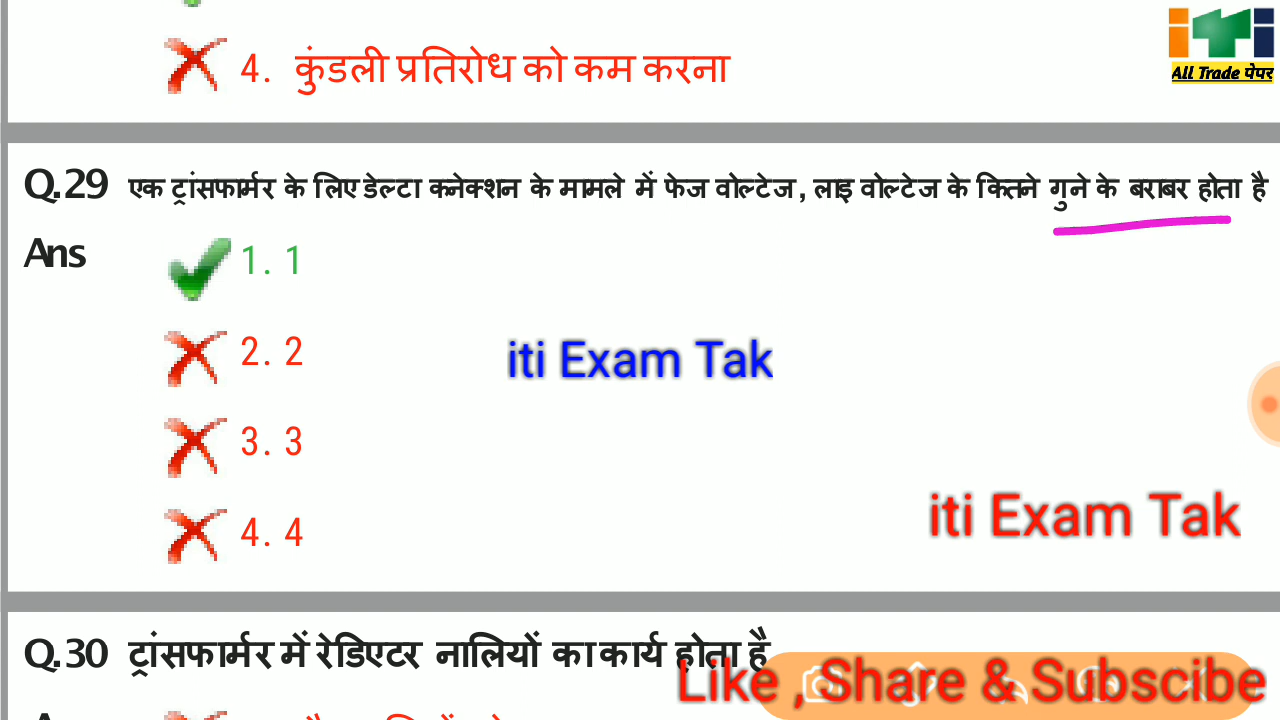 4. कुंडली प्रतिरोध को कम करना
iTi
All Trade पेपर
Q.29 एक ट्रांसफार्मर के लिए डेल्टा कनेक्शन के मामले में फेज वोल्टेज, लाइ वोल्टेज के कितने गुने के बराबर होता है
Ans
1. 1
2. 2
iti Exam Tak
3. 3
iti Exam Tak
4. 4
Q.30 ट्रांसफार्मर में रेडिएटर नालियों का कार्य होता है
Like , Share & Subscibe